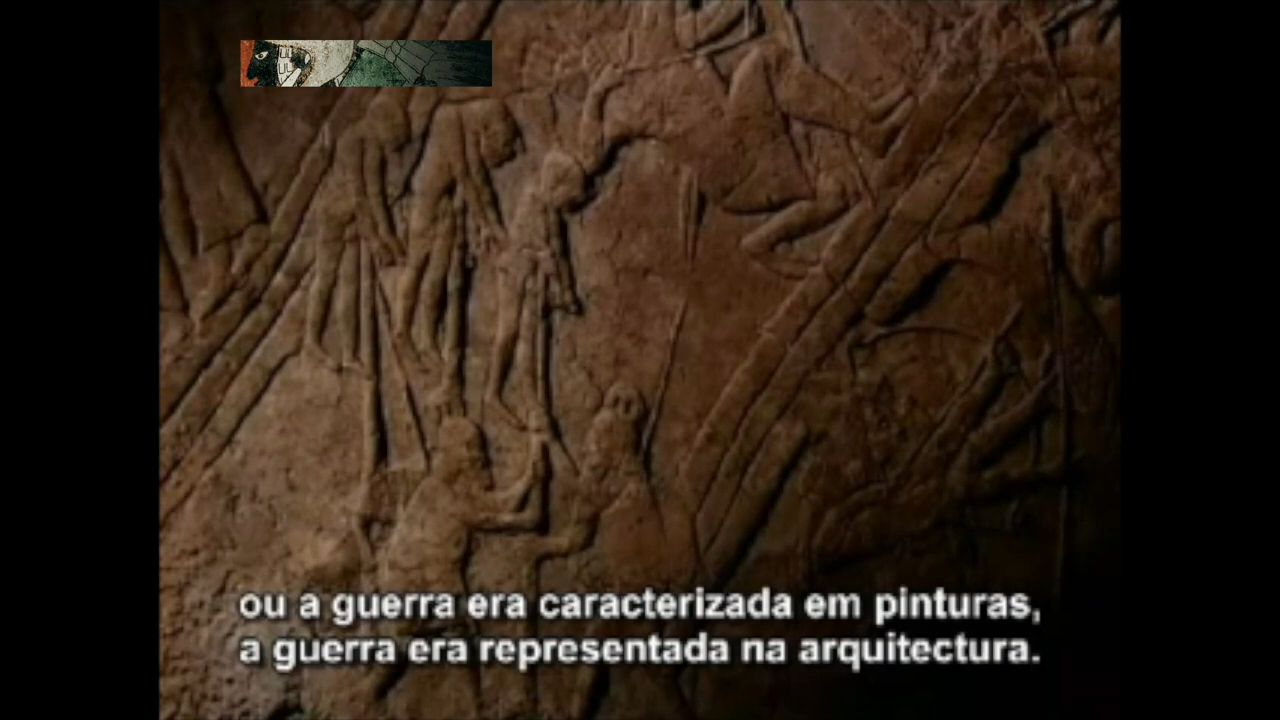 ou a guerra era caracterizada em pinturas,
a guerra era representada na arquitectura.